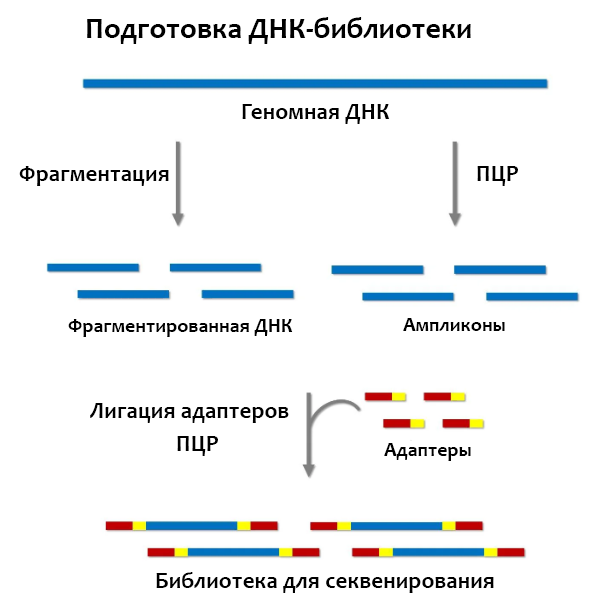 Подготовка ДНК-библиотеки
Геномная ДНК
Фрагментация
ПЦР
Фрагментированная ДНК
Ампликоны
Лигация адаптеров
ПЦР
Адаптеры
Библиотека для секвенирования